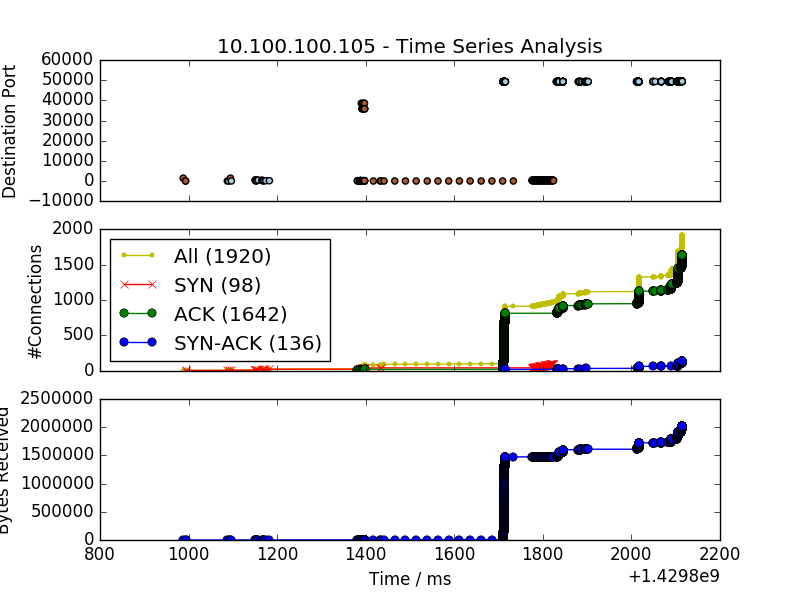 10.100.100.105 - Time Series Analysis
Destination Port
60000
50000
40000
30000
20000
10000
0
−10000
#Connections
2000
1500
1000
500
0
All (1920)
SYN (98)
ACK (1642)
SYN-ACK (136)
Bytes Received
2500000
2000000
1500000
1000000
500000
0
800 1000 1200 1400 1600 1800 2000 2200
Time / ms
+1.4298e9